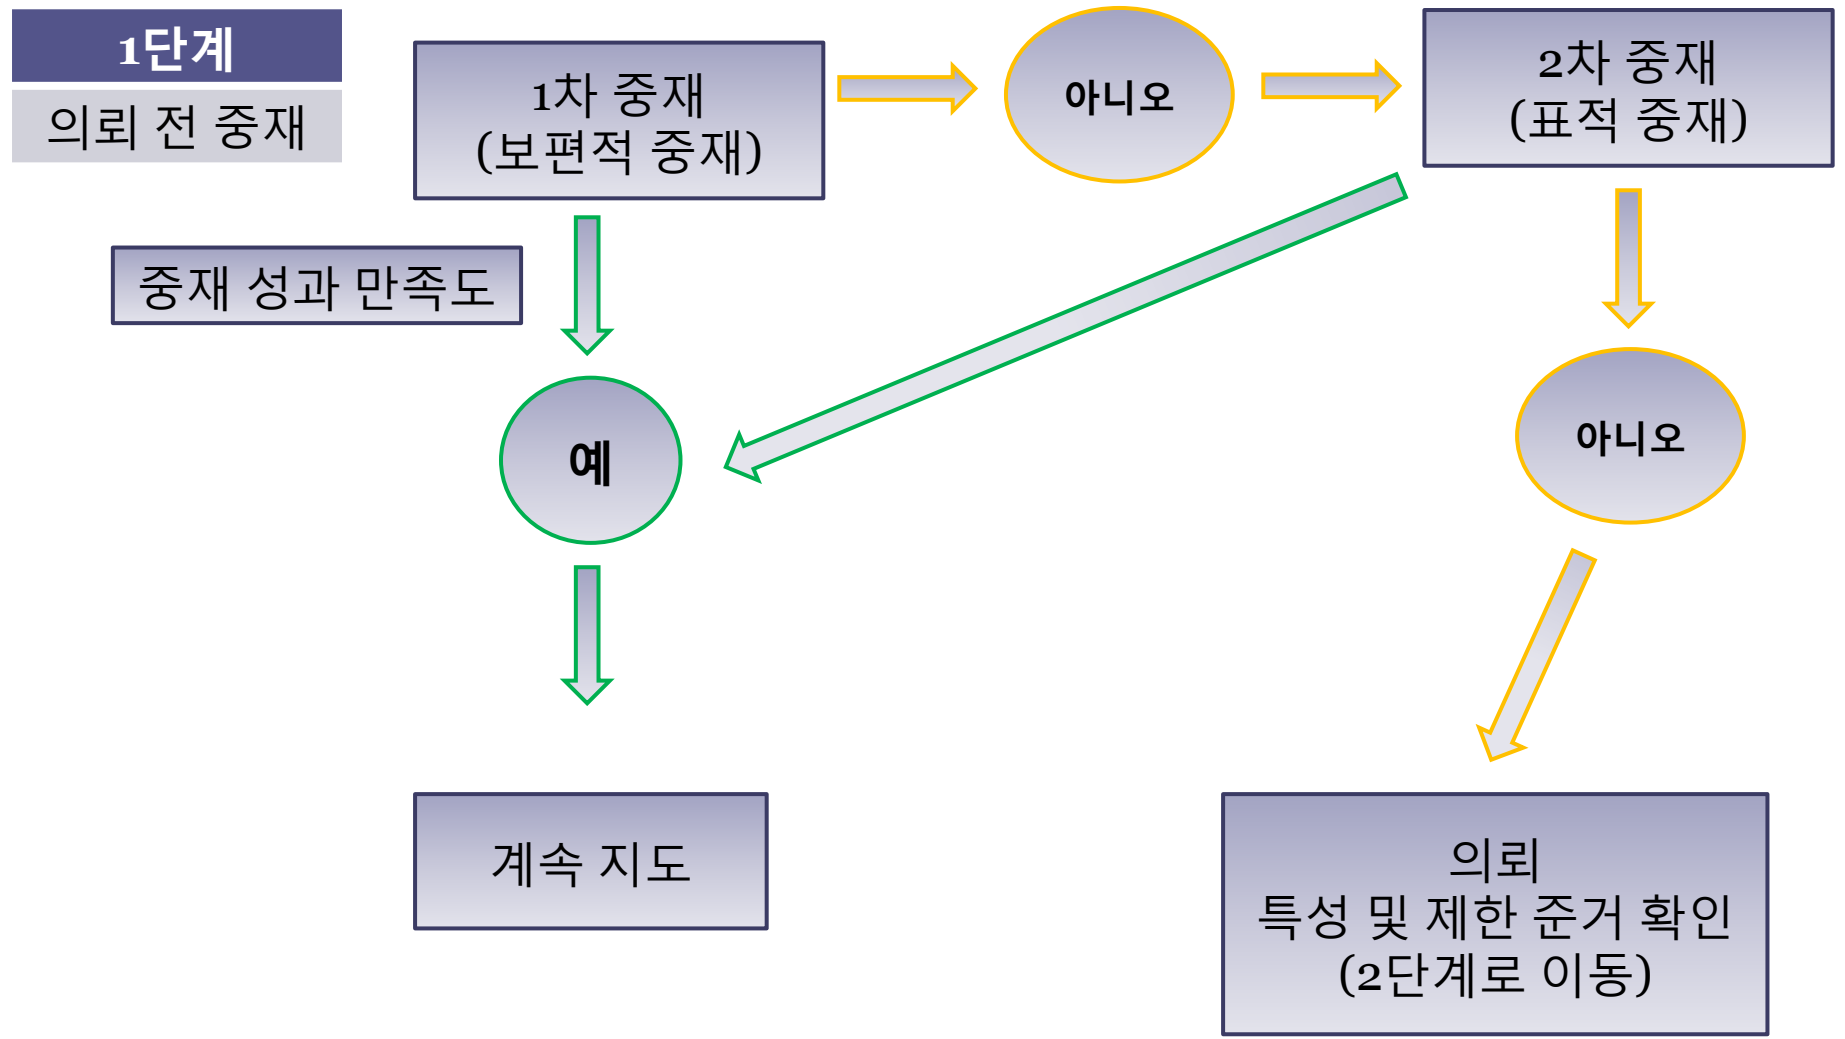 1단계
의뢰 전 중재
1차 중재
(보편적 중재)
아니오
2차 중재
(표적 중재)
중재 성과 만족도
예
아니오
계속 지도
의뢰
특성 및 제한 준거 확인
(2단계로 이동)